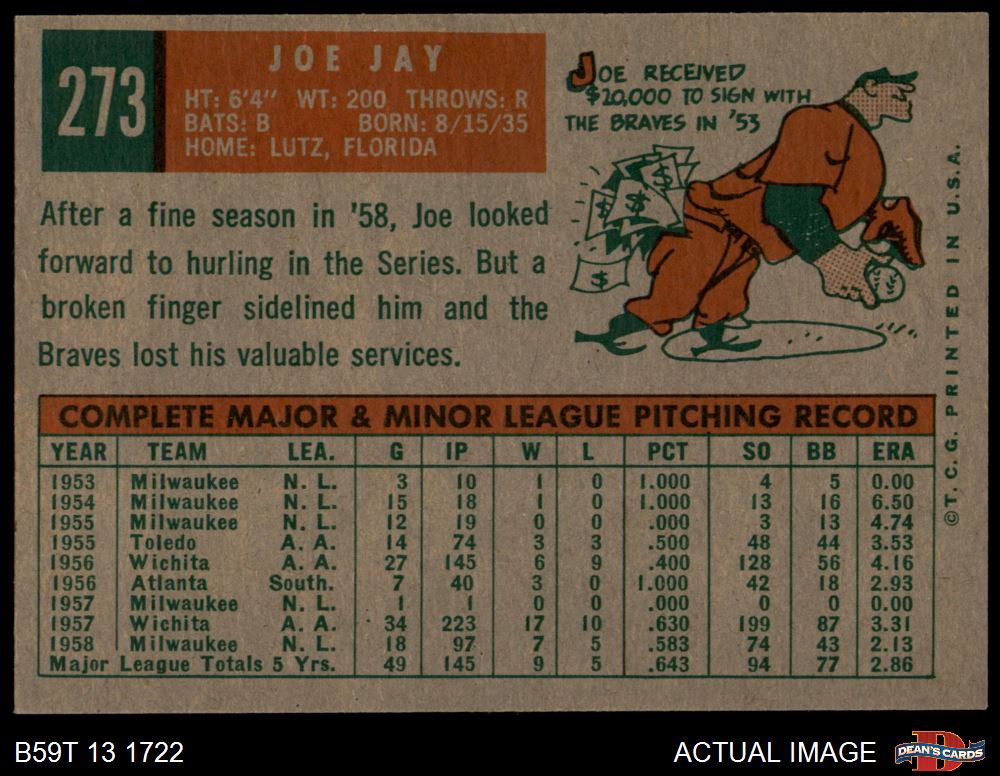 273
JOE JAY
HT: 6'4" WT: 200 THROWS: R
BATS: B BORN: 8/15/35
HOME: LUTZ, FLORIDA
After a fine season in '58, Joe looked
forward to hurling in the Series. But a
broken finger sidelined him and the
Braves lost his valuable services.
JOE RECEIVED
$20,000 TO SIGN WITH
THE BRAVES IN '53
$ $ $ $
©T. C. G. PRINTED IN U.S.A.
COMPLETE MAJOR & MINOR LEAGUE PITCHING RECORD
YEAR TEAM LEA. G IP W L PCT SO BB ERA
1953 Milwaukee N. L. 3 10 1 0 1.000 4 5 0.00
1954 Milwaukee N. L. 15 18 1 0 1.000 13 16 6.50
1955 Milwaukee N. L. 12 19 0 0 .000 3 13 4.74
1955 Toledo A. A. 14 74 3 3 .500 48 44 3.53
1956 Wichita A. A. 27 145 6 9 .400 128 56 4.16
1956 Atlanta South. 7 40 3 0 1.000 42 18 2.93
1957 Milwaukee N. L. 1 1 0 0 .000 0 0 0.00
1957 Wichita A. A. 34 223 17 10 .630 199 87 3.31
1958 Milwaukee N. L. 18 97 7 5 .583 74 43 2.13
Major League Totals 5 Yrs. 49 145 9 5 .643 94 77 2.86
B59T 13 1722
ACTUAL IMAGE
D
DEAN'S CARDS